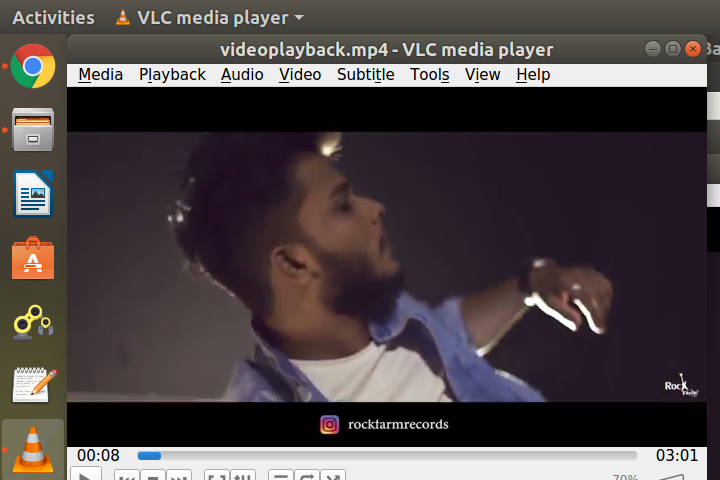 Activities VLC media player
videoplayback.mp4 - VLC media player
Media Playback Audio Video Subtitle Tools View Help
Rock
rockfarmrecords
00:08 03:01
70%